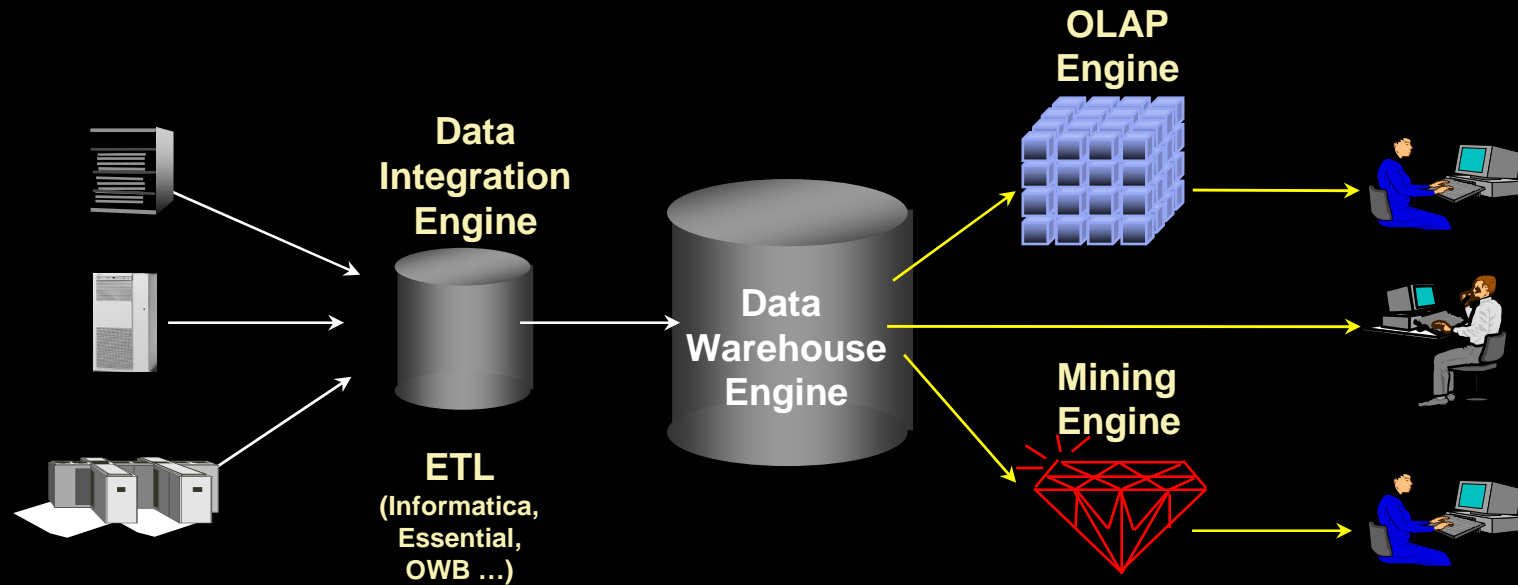 Data
Integration
Engine
ETL
(Informatica,
Essential,
OWB …)
Data
Warehouse
Engine
OLAP
Engine
Mining
Engine